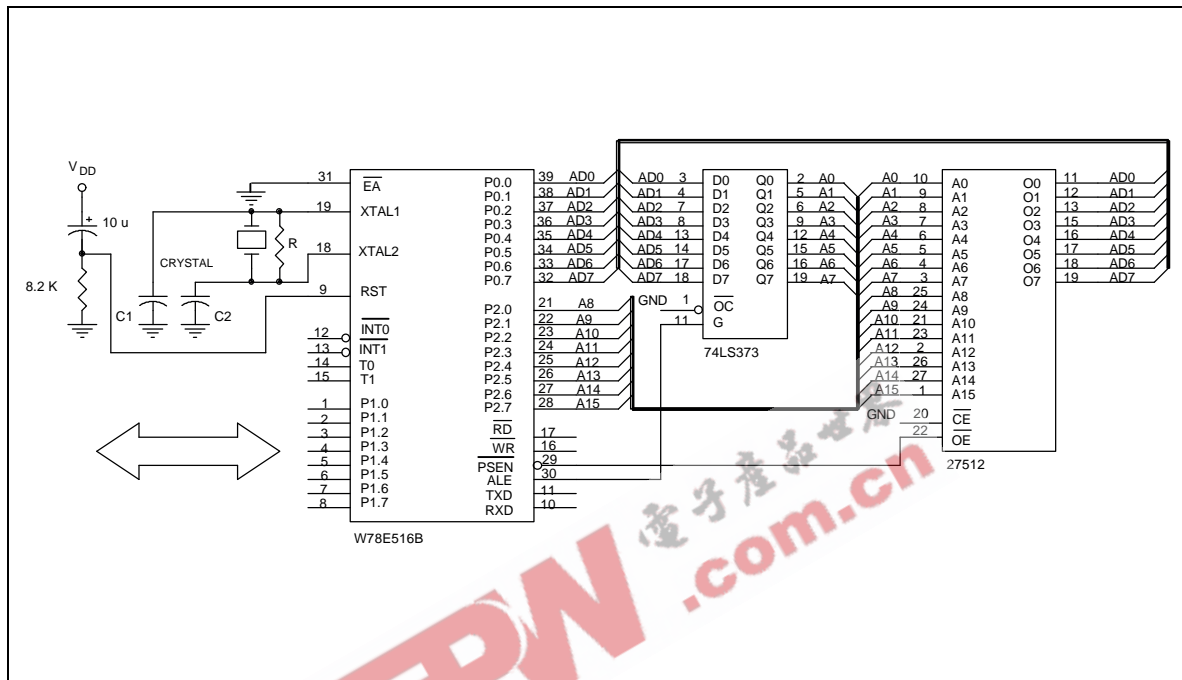 V DD
10 u
8.2 K
C1
CRYSTAL
C2
R
31 EA
19 XTAL1
18 XTAL2
9 RST
12 INT0
13 INT1
14 T0
15 T1
1 P1.0
2 P1.1
3 P1.2
4 P1.3
5 P1.4
6 P1.5
7 P1.6
8 P1.7
P0.0 39 AD0
P0.1 38 AD1
P0.2 37 AD2
P0.3 36 AD3
P0.4 35 AD4
P0.5 34 AD5
P0.6 33 AD6
P0.7 32 AD7
P2.0 21 A8
P2.1 22 A9
P2.2 23 A10
P2.3 24 A11
P2.4 25 A12
P2.5 26 A13
P2.6 27 A14
P2.7 28 A15
RD 17
WR 16
PSEN 29
ALE 30
TXD 11
RXD 10
W78E516B
AD0 3 D0 Q0 2 A0
AD1 4 D1 Q1 5 A1
AD2 7 D2 Q2 6 A2
AD3 8 D3 Q3 9 A3
AD4 13 D4 Q4 12 A4
AD5 14 D5 Q5 15 A5
AD6 17 D6 Q6 16 A6
AD7 18 D7 Q7 19 A7
GND 1 OC
11 G
74LS373
A0 10 A0 O0 11 AD0
A1 9 A1 O1 12 AD1
A2 8 A2 O2 13 AD2
A3 7 A3 O3 15 AD3
A4 6 A4 O4 16 AD4
A5 5 A5 O5 17 AD5
A6 4 A6 O6 18 AD6
A7 3 A7 O7 19 AD7
A8 25 A8
A9 24 A9
A10 21 A10
A11 23 A11
A12 2 A12
A13 26 A13
A14 27 A14
A15 1 A15
GND 20 CE
22 OE
27512
電子產品世界
.com.cn